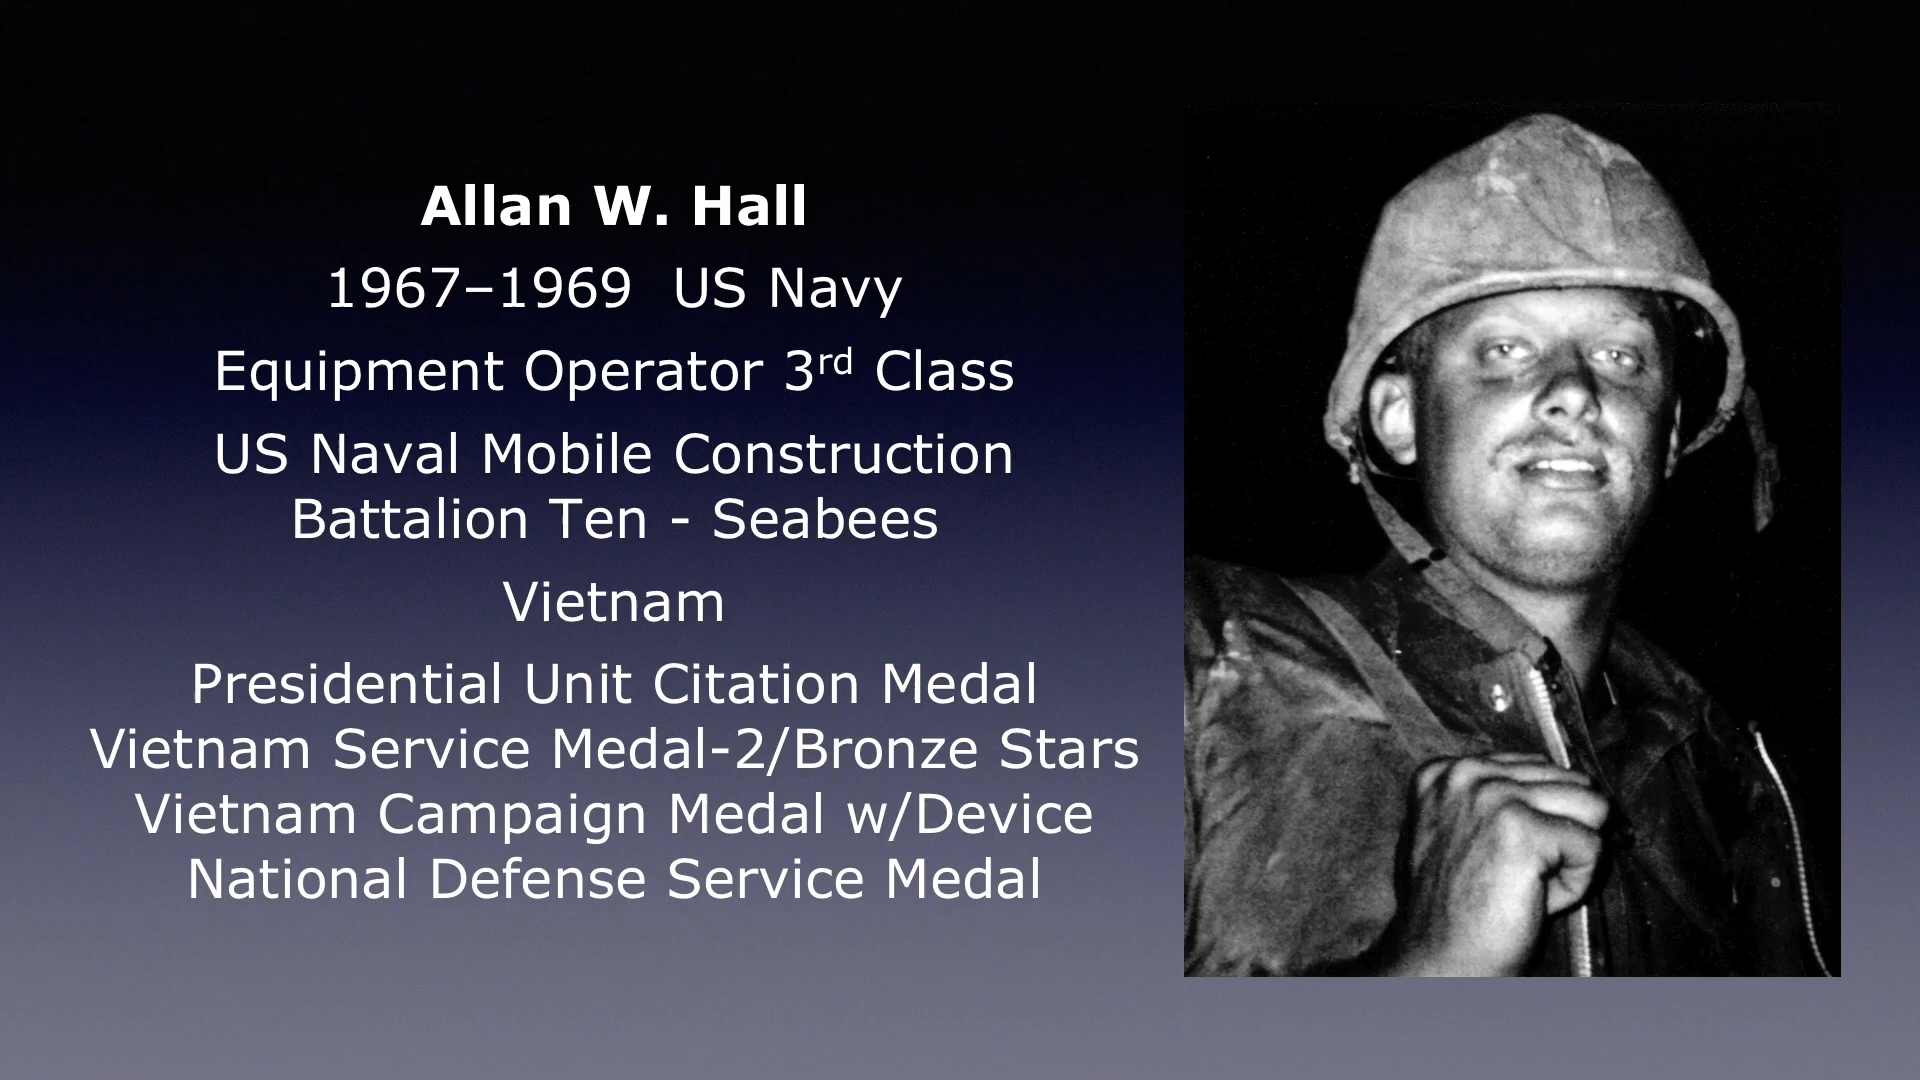 Allan W. Hall
1967–1969 US Navy
Equipment Operator 3rd Class
US Naval Mobile Construction
Battalion Ten - Seabees
Vietnam
Presidential Unit Citation Medal
Vietnam Service Medal-2/Bronze Stars
Vietnam Campaign Medal w/Device
National Defense Service Medal